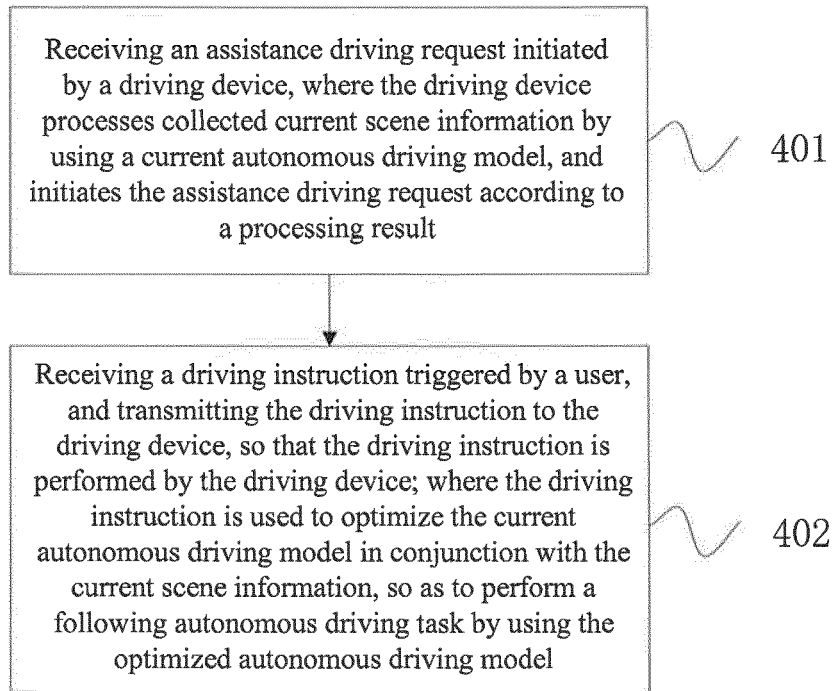 Receiving an assistance driving request initiated
by a driving device, where the driving device
processes collected current scene information by
using a current autonomous driving model, and
initiates the assistance driving request according to
a processing result
401
Receiving a driving instruction triggered by a user,
and transmitting the driving instruction to the
driving device, so that the driving instruction is
performed by the driving device; where the driving
instruction is used to optimize the current
autonomous driving model in conjunction with the
current scene information, so as to perform a
following autonomous driving task by using the
optimized autonomous driving model
402